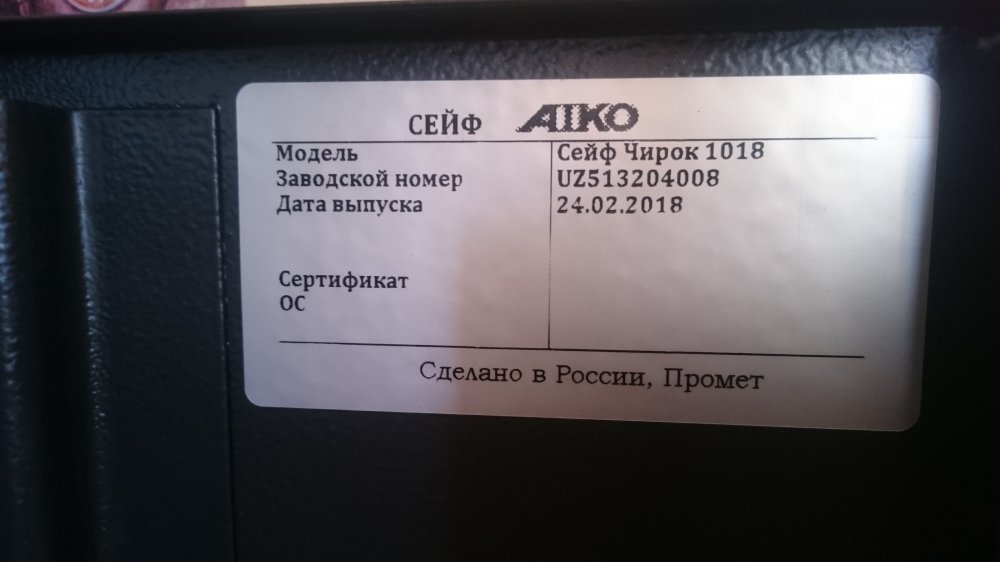 СЕЙФ AIKO
Модель Сейф Чирок 1018
Заводской номер UZ513204008
Дата выпуска 24.02.2018
Сертификат
ОС
Сделано в России, Промет